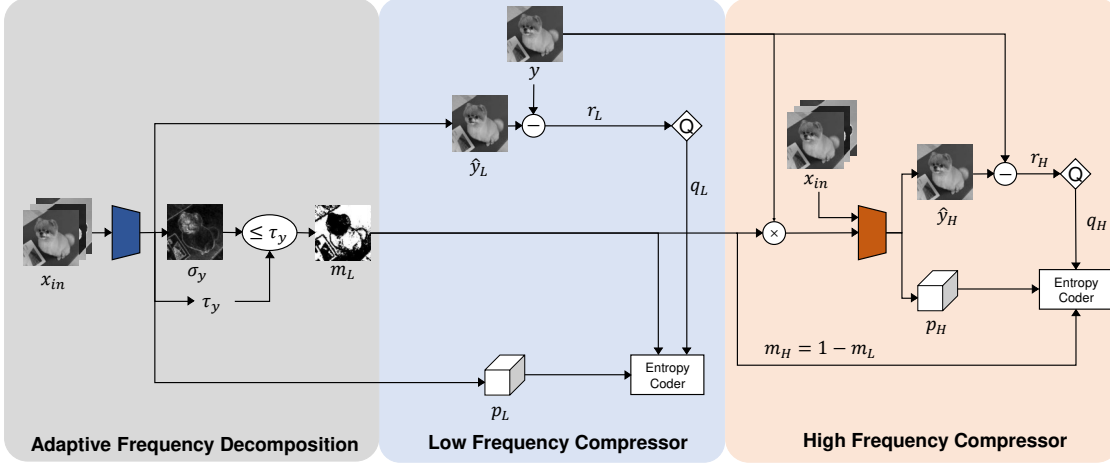 x_in
σ_y
≤ τ_y
m_L
τ_y
Adaptive Frequency Decomposition
y
−
r_L
Q
ŷ_L
q_L
p_L
Entropy
Coder
Low Frequency Compressor
x_in
×
ŷ_H
−
r_H
Q
q_H
p_H
Entropy
Coder
m_H = 1 − m_L
High Frequency Compressor